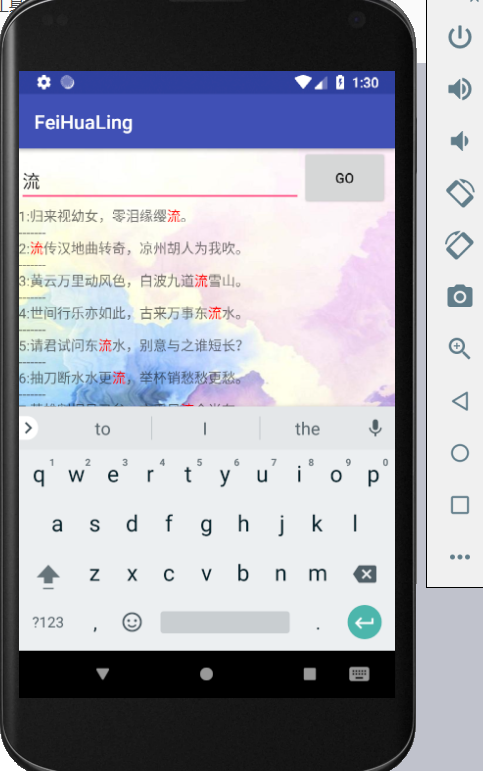 1:30
FeiHuaLing
流
GO
1:归来视幼女，零泪缘缨流。
-------
2:流传汉地曲转奇，凉州胡人为我吹。
-------
3:黄云万里动风色，白波九道流雪山。
-------
4:世间行乐亦如此，古来万事东流水。
-------
5:请君试问东流水，别意与之谁短长？
-------
6:抽刀断水水更流，举杯销愁愁更愁。
-------
to
I
the
q 1 w 2 e 3 r 4 t 5 y 6 u 7 i 8 o 9 p 0
a s d f g h j k l
z x c v b n m
?123 , .